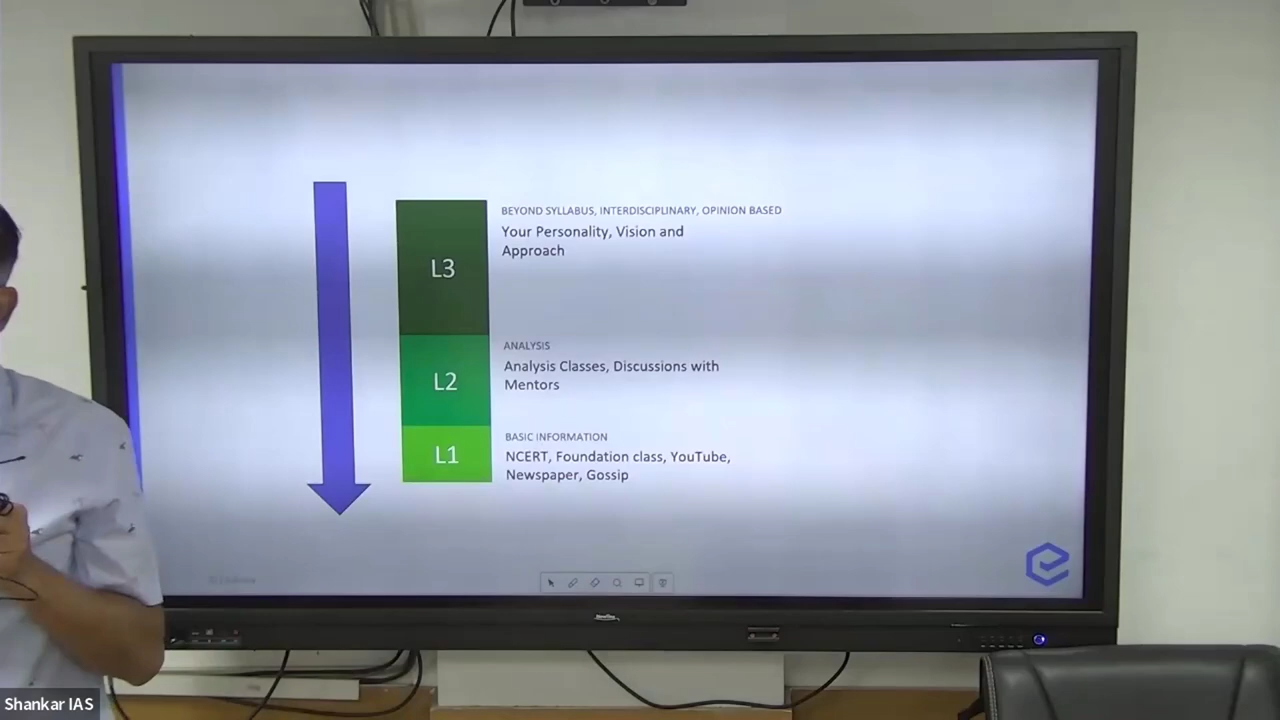 BEYOND SYLLABUS, INTERDISCIPLINARY, OPINION BASED
Your Personality, Vision and
Approach
L3
ANALYSIS
Analysis Classes, Discussions with
Mentors
L2
BASIC INFORMATION
NCERT, Foundation class, YouTube,
Newspaper, Gossip
L1
Shankar IAS